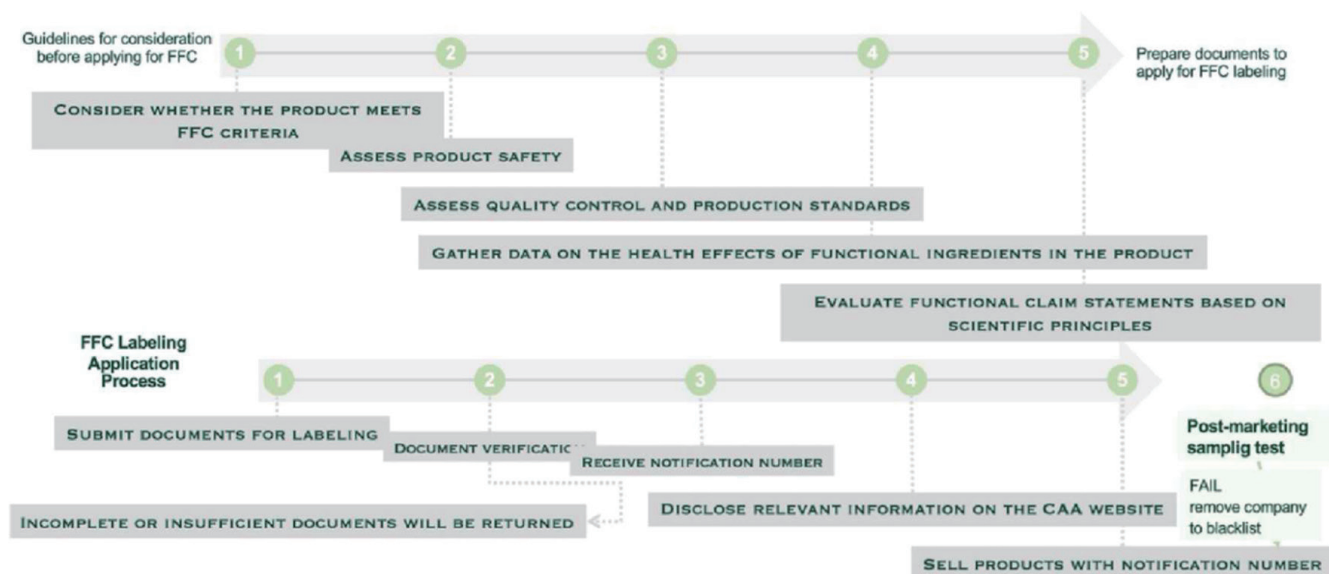 Guidelines for consideration
before applying for FFC
1
2
3
4
5
Prepare documents to
apply for FFC labeling
CONSIDER WHETHER THE PRODUCT MEETS
FFC CRITERIA
ASSESS PRODUCT SAFETY
ASSESS QUALITY CONTROL AND PRODUCTION STANDARDS
GATHER DATA ON THE HEALTH EFFECTS OF FUNCTIONAL INGREDIENTS IN THE PRODUCT
EVALUATE FUNCTIONAL CLAIM STATEMENTS BASED ON
SCIENTIFIC PRINCIPLES
FFC Labeling
Application
Process
1
2
3
4
5
6
SUBMIT DOCUMENTS FOR LABELING
DOCUMENT VERIFICATIO
RECEIVE NOTIFICATION NUMBER
INCOMPLETE OR INSUFFICIENT DOCUMENTS WILL BE RETURNED
DISCLOSE RELEVANT INFORMATION ON THE CAA WEBSITE
Post-marketing
samplig test
FAIL
remove company
to blacklist
SELL PRODUCTS WITH NOTIFICATION NUMBER